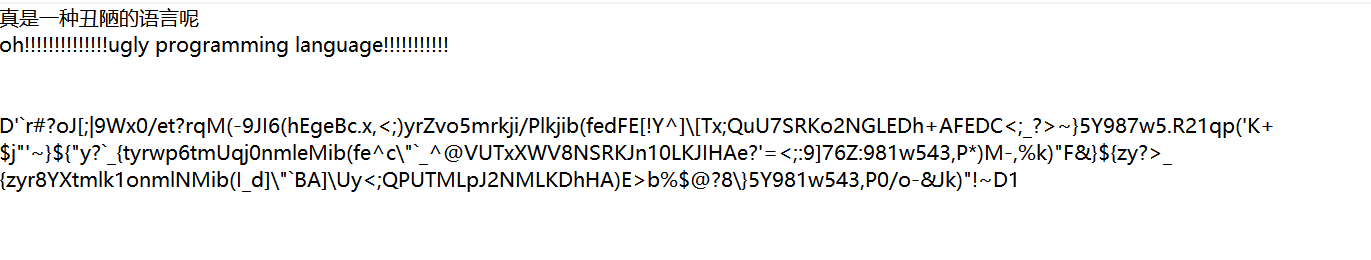 真是一种丑陋的语言呢
oh!!!!!!!!!!!!!!ugly programming language!!!!!!!!!!!
D'`r#?oJ[;|9Wx0/et?rqM(-9JI6(hEgeBc.x,<;)yrZvo5mrkji/Plkjib(fedFE[!Y^]\[Tx;QuU7SRKo2NGLEDh+AFEDC<;_?>~}5Y987w5.R21qp('K+
$j"'~}${"y?`_{tyrwp6tmUqj0nmleMib(fe^c\"`_^@VUTxXWV8NSRKJn10LKJIHAe?'=<;:9]76Z:981w543,P*)M-,%k)"F&}${zy?>_
{zyr8YXtmlk1onmlNMib(I_d]\"`BA]\Uy<;QPUTMLpJ2NMLKDhHA)E>b%$@?8\}5Y981w543,P0/o-&Jk)"!~D1